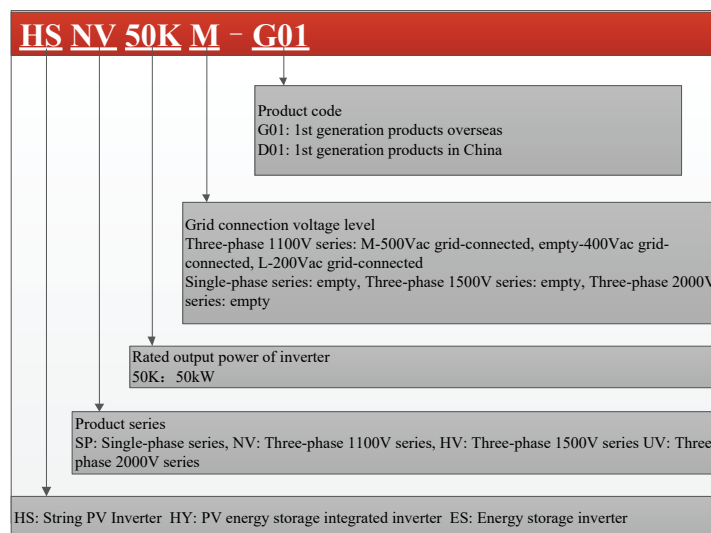 HS NV 50K M - G01
Product code
G01: 1st generation products overseas
D01: 1st generation products in China
Grid connection voltage level
Three-phase 1100V series: M-500Vac grid-connected, empty-400Vac grid-
connected, L-200Vac grid-connected
Single-phase series: empty, Three-phase 1500V series: empty, Three-phase 2000V
series: empty
Rated output power of inverter
50K：50kW
Product series
SP: Single-phase series, NV: Three-phase 1100V series, HV: Three-phase 1500V series UV: Three
phase 2000V series
HS: String PV Inverter HY: PV energy storage integrated inverter ES: Energy storage inverter